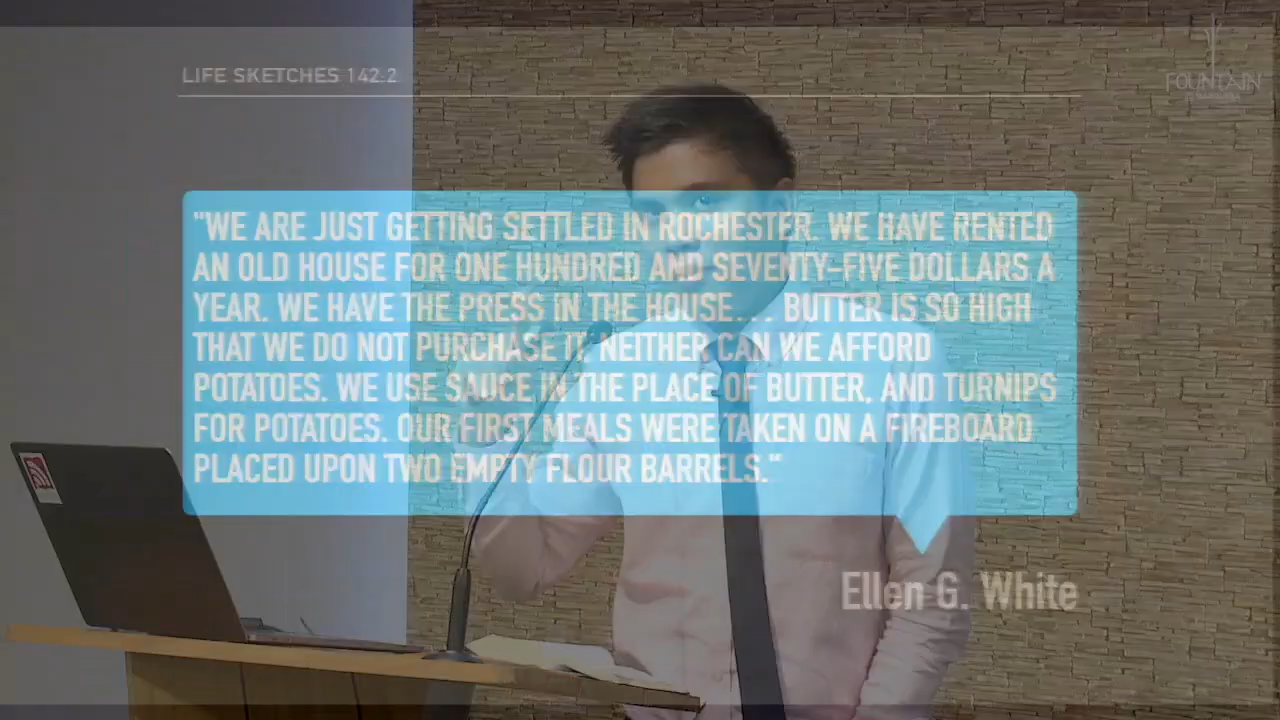 LIFE SKETCHES 142:2
FOUNTAIN
"WE ARE JUST GETTING SETTLED IN ROCHESTER. WE HAVE RENTED
AN OLD HOUSE FOR ONE HUNDRED AND SEVENTY-FIVE DOLLARS A
YEAR. WE HAVE THE PRESS IN THE HOUSE... BUTTER IS SO HIGH
THAT WE DO NOT PURCHASE IT NEITHER CAN WE AFFORD
POTATOES. WE USE SAUCE IN THE PLACE OF BUTTER, AND TURNIPS
FOR POTATOES. OUR FIRST MEALS WERE TAKEN ON A FIREBOARD
PLACED UPON TWO EMPTY FLOUR BARRELS."
Ellen G. White